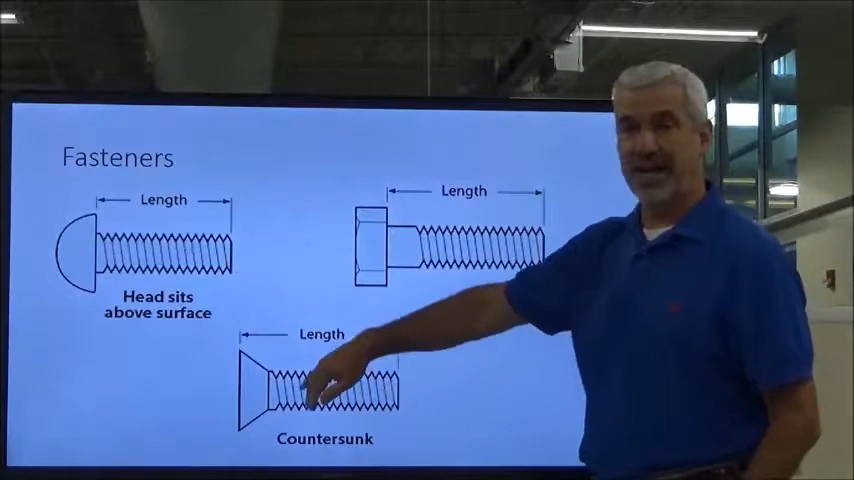 Fasteners
Length
Length
Head sits
above surface
Length
Countersunk